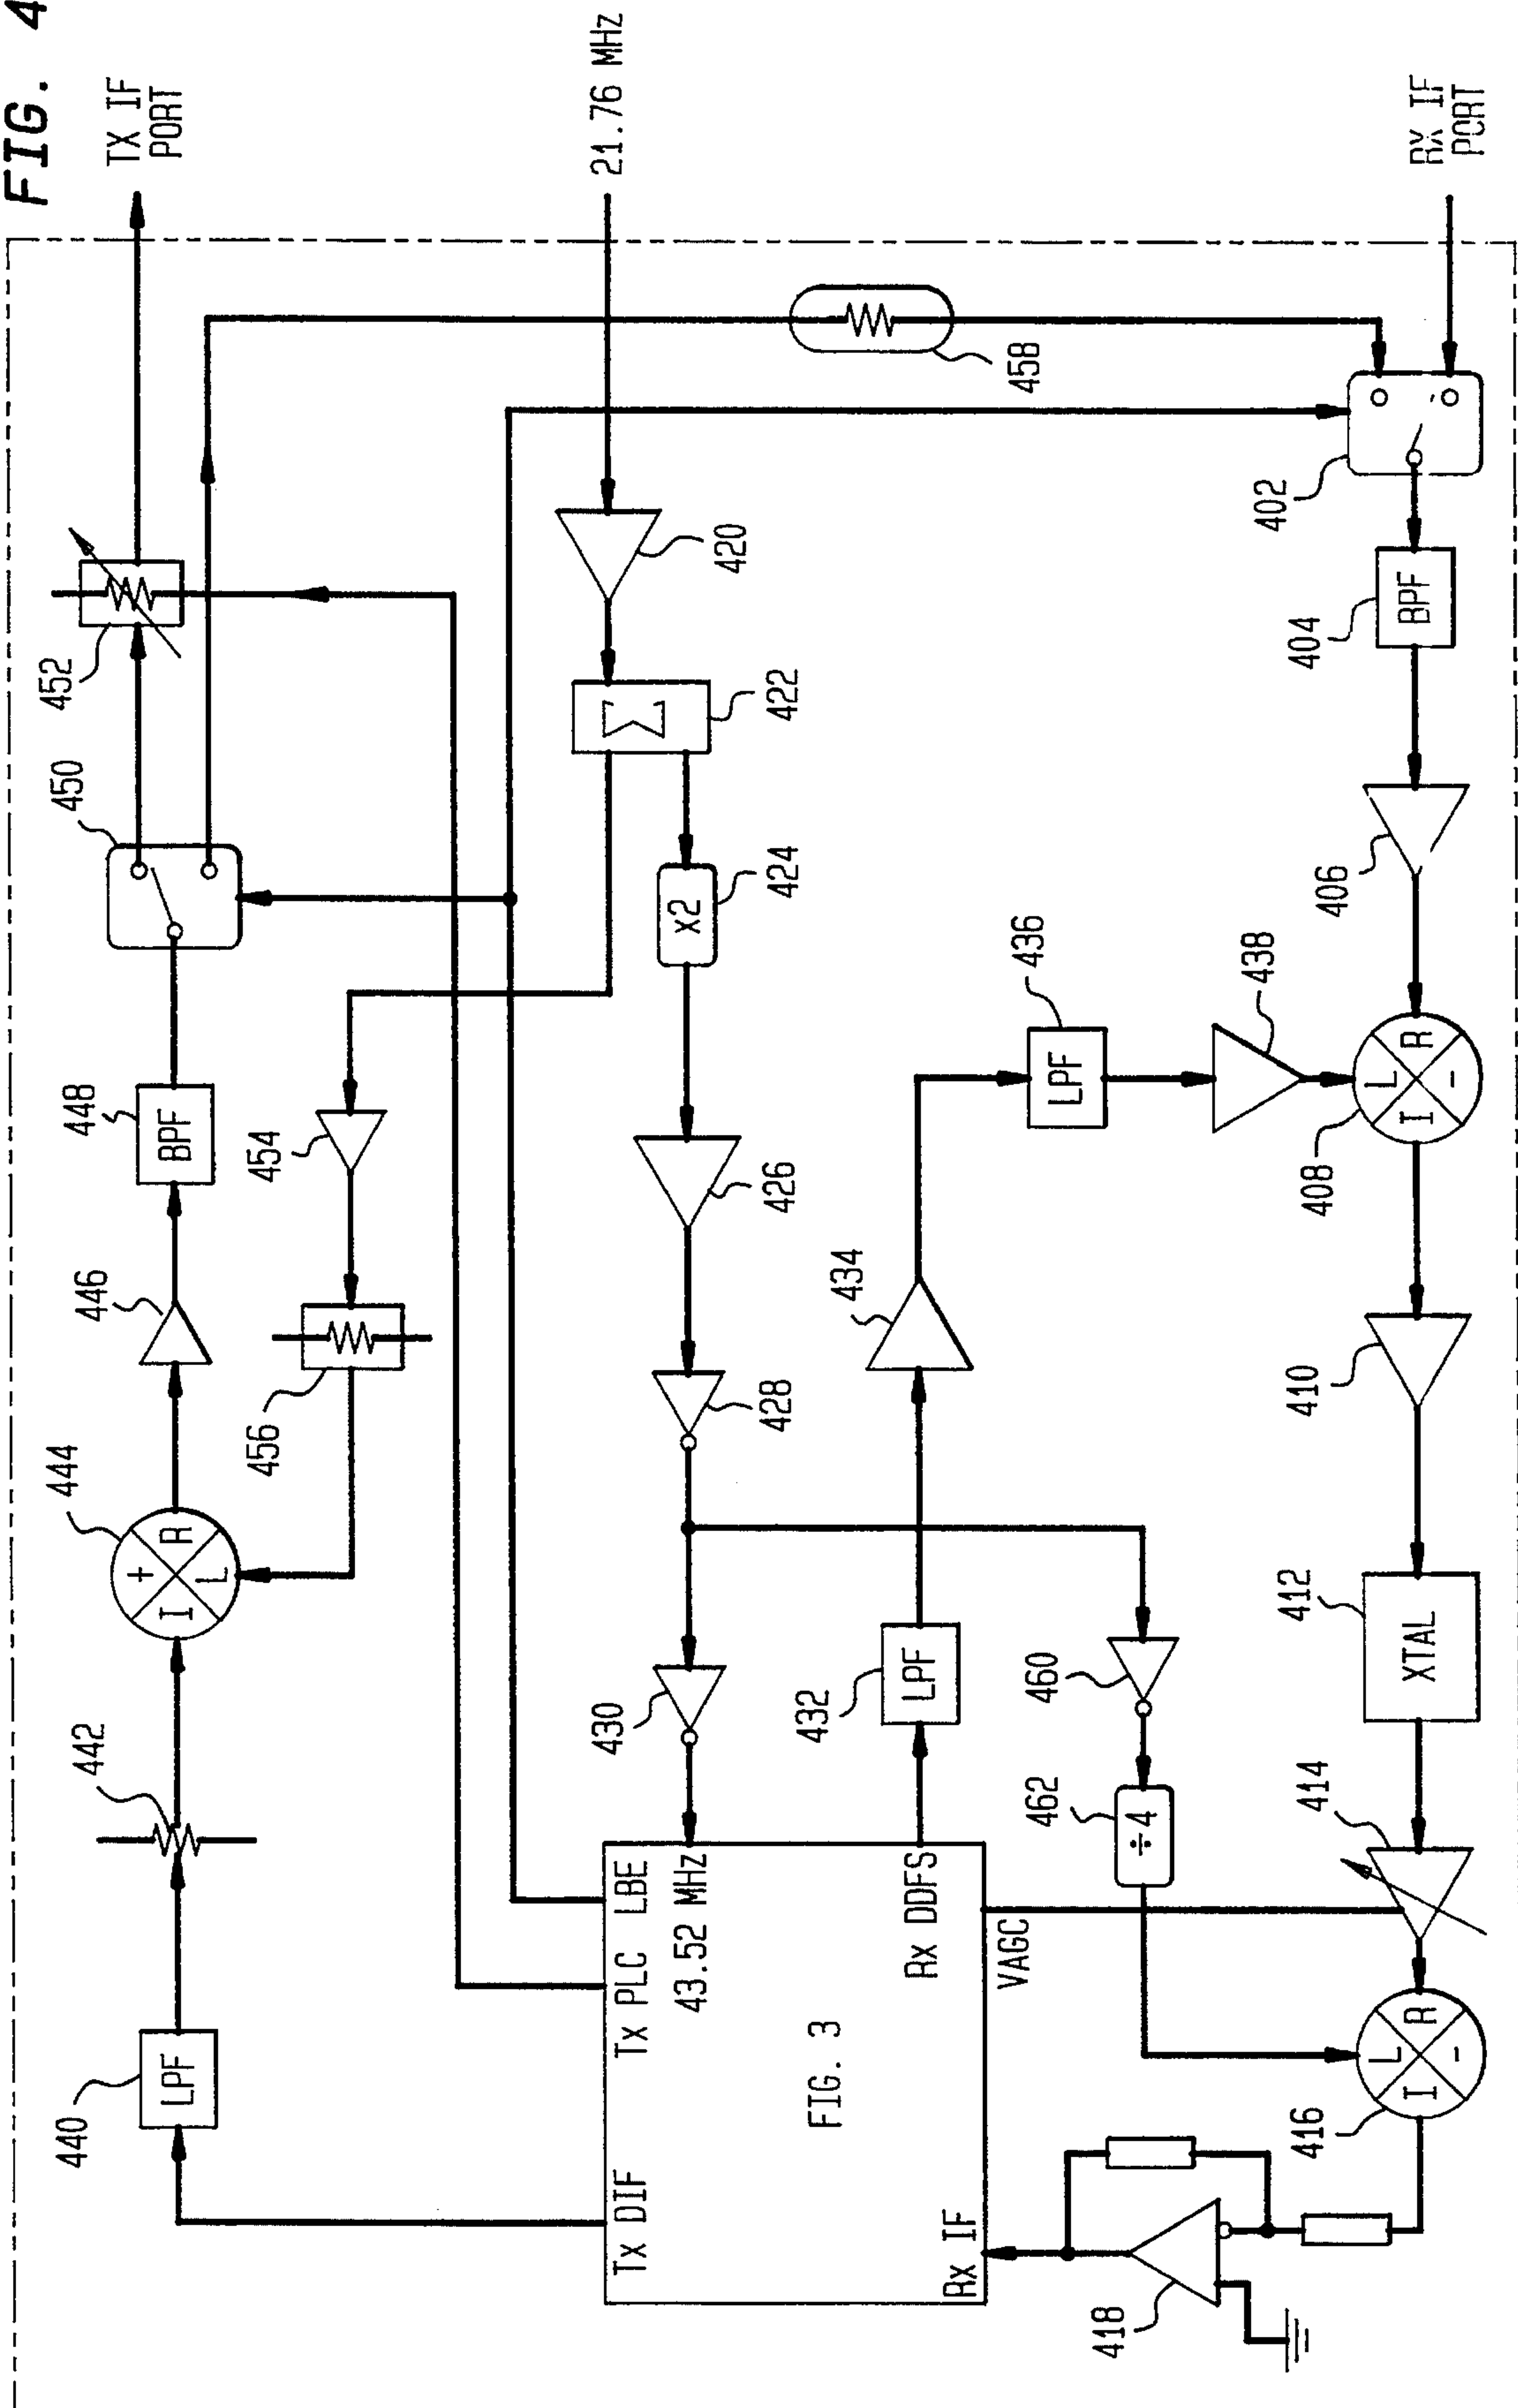 FIG. 4
TX IF
PORT
21.76 MHz
RX IF
PORT
458
402
452
420
404
BPF
422
Σ
450
424
x2
406
436
LPF
438
448
BPF
454
426
L
R
I
-
408
446
434
456
428
410
444
+
R
I
L
412
XTAL
442
430
432
LPF
460
462
÷4
414
440
LPF
Tx DIF
Tx PLC
LBE
43.52 MHz
FIG. 3
Rx DDFS
Rx IF
VAGC
L
R
I
-
416
418